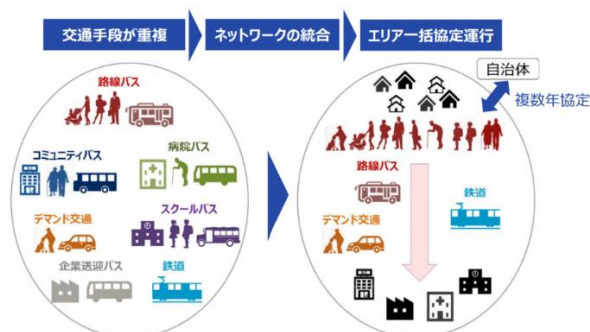 交通手段が重複
ネットワークの統合
エリア一括協定運行
自治体
複数年協定
路線バス
コミュニティバス
病院バス
デマンド交通
スクールバス
企業送迎バス
鉄道
路線バス
鉄道
デマンド交通